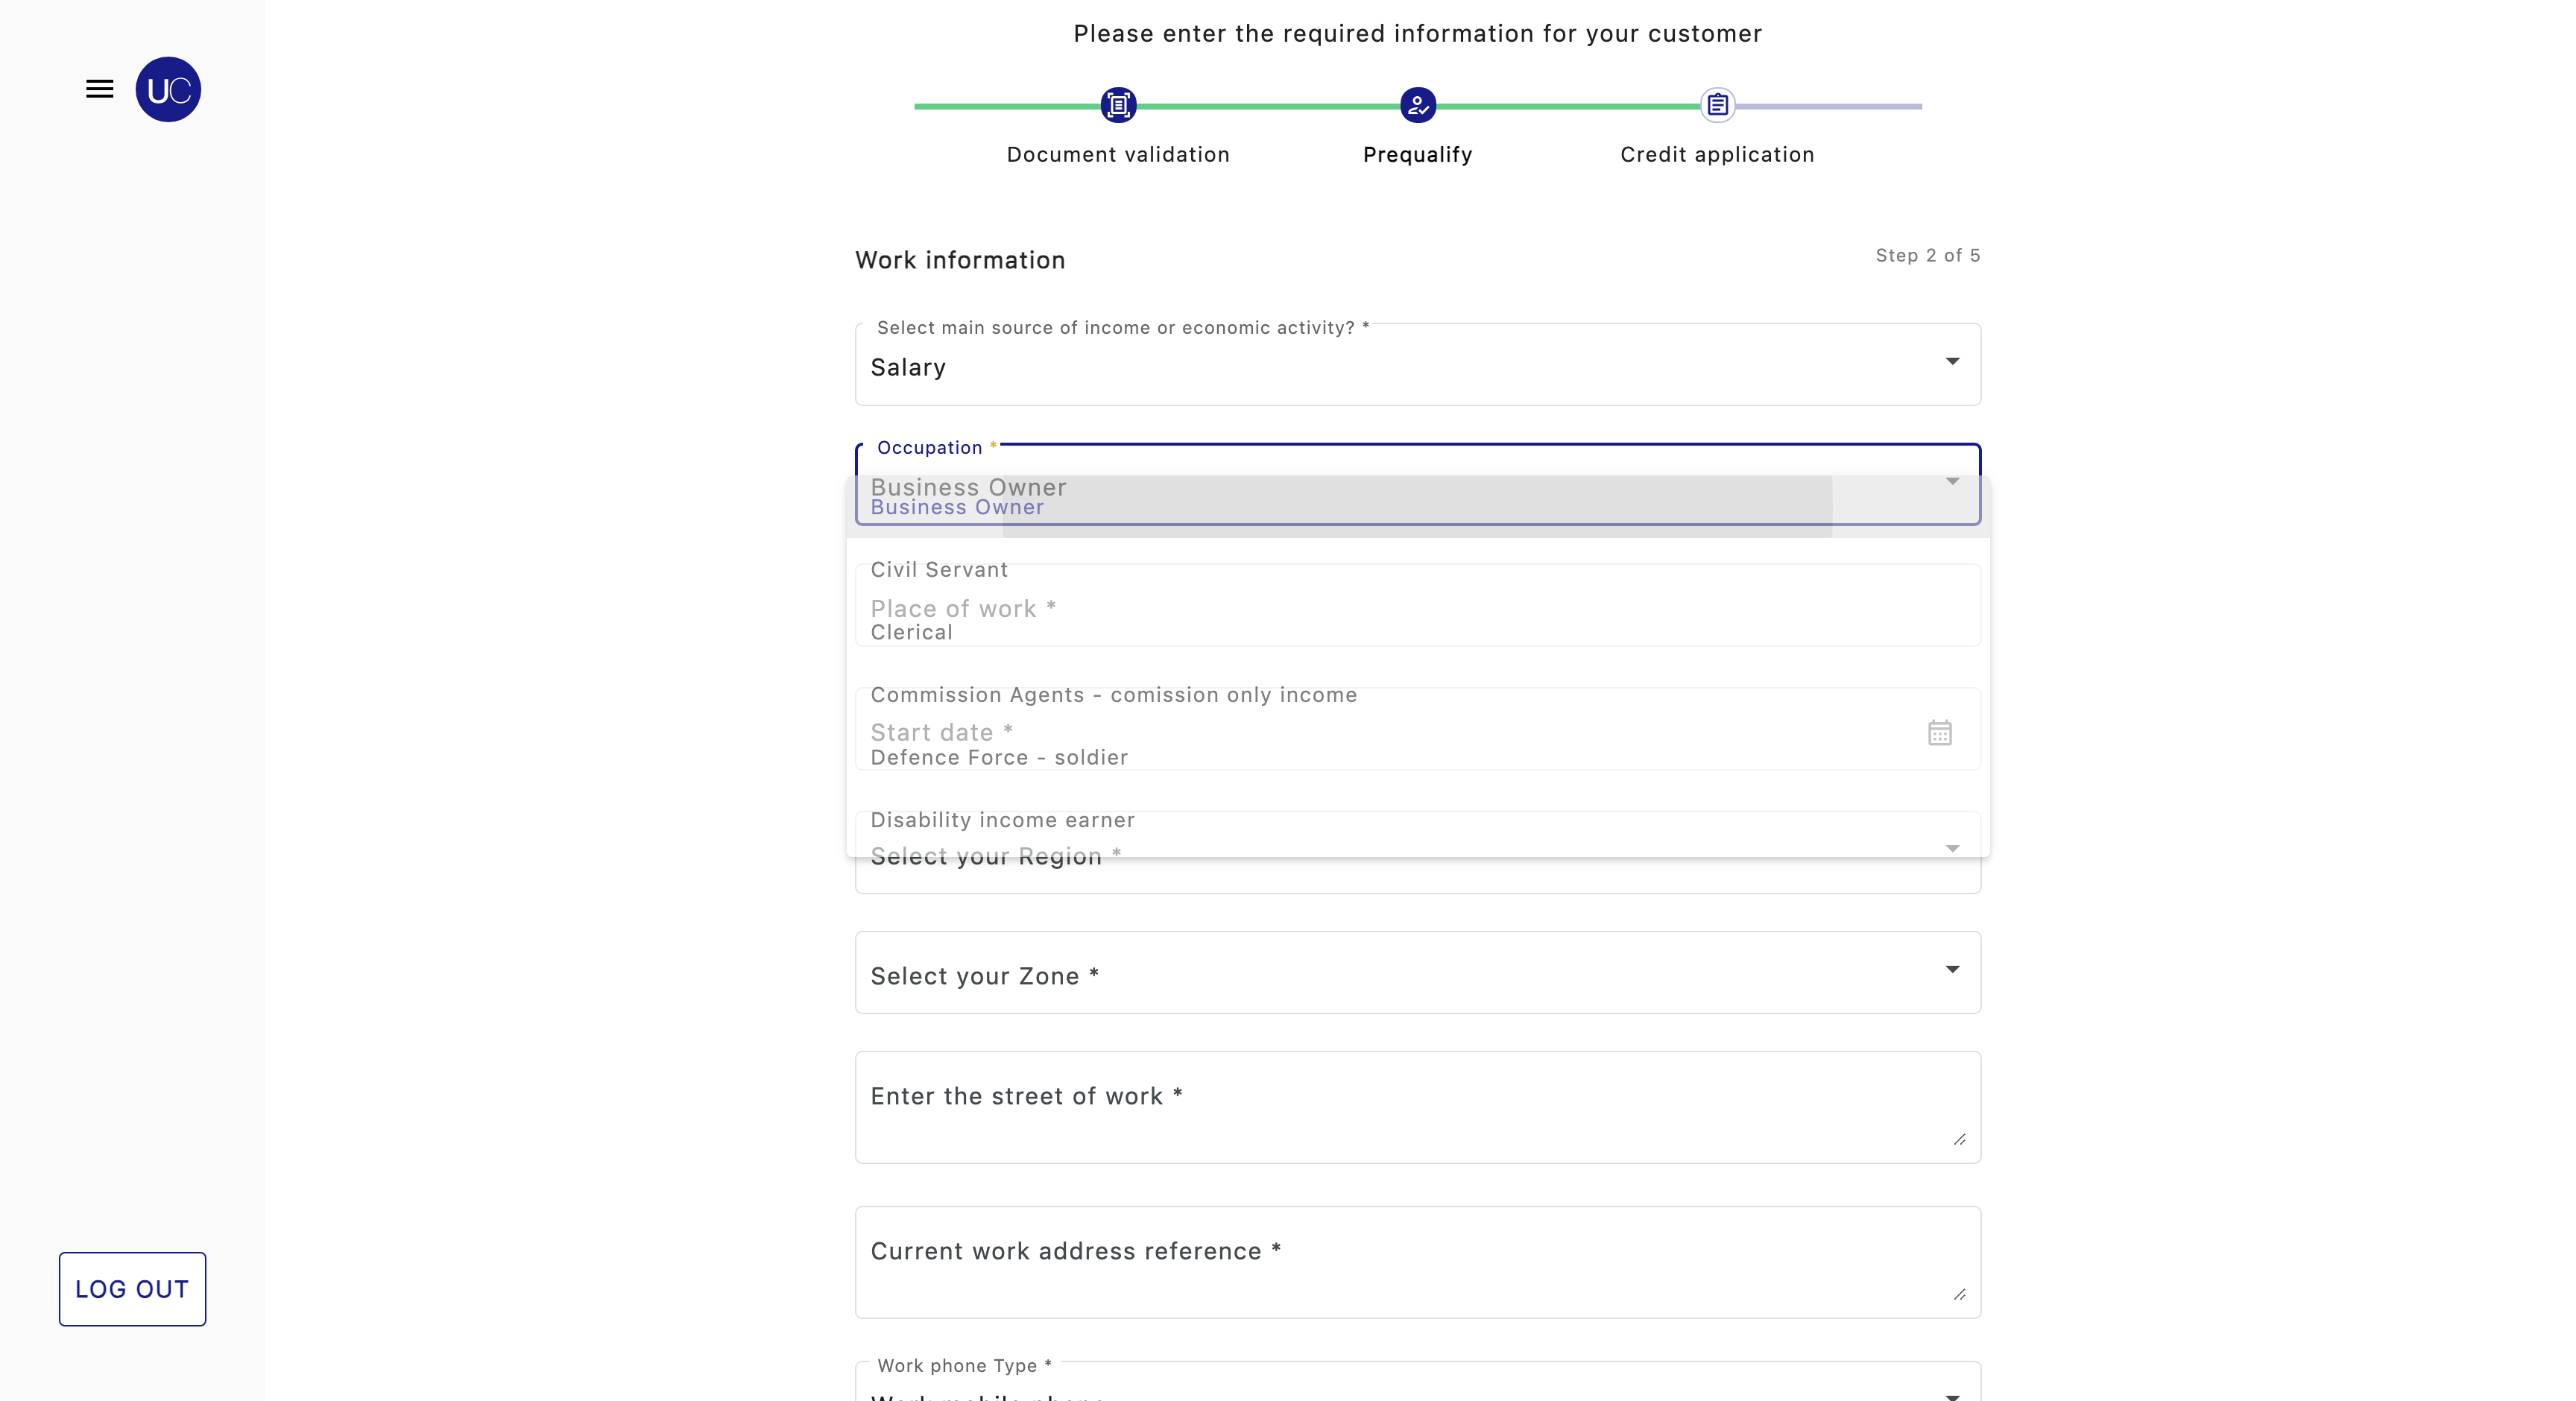 Please enter the required information for your customer
UC
Document validation
Prequalify
Credit application
Work information
Step 2 of 5
Select main source of income or economic activity? *
Salary
Occupation *
Business Owner
Business Owner
Civil Servant
Place of work *
Clerical
Commission Agents - comission only income
Start date *
Defence Force - soldier
Disability income earner
Select your Region *
Select your Zone *
Enter the street of work *
Current work address reference *
LOG OUT
Work phone Type *
Work mobile phone